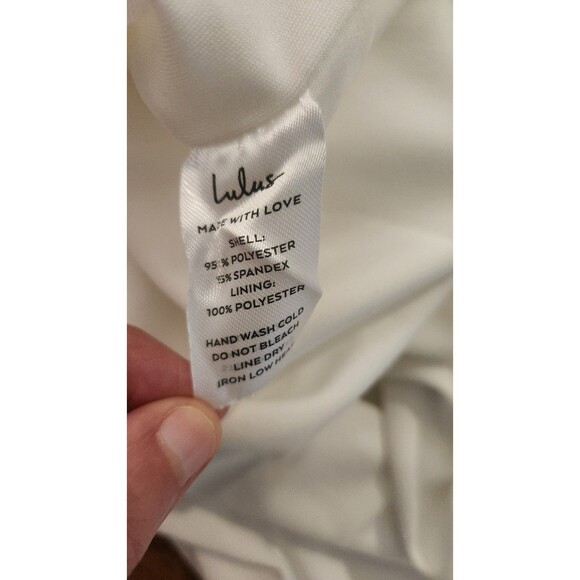 Lulus
MADE WITH LOVE
SHELL:
95% POLYESTER
5% SPANDEX
LINING:
100% POLYESTER
HAND WASH COLD
DO NOT BLEACH
LINE DRY
IRON LOW HEAT